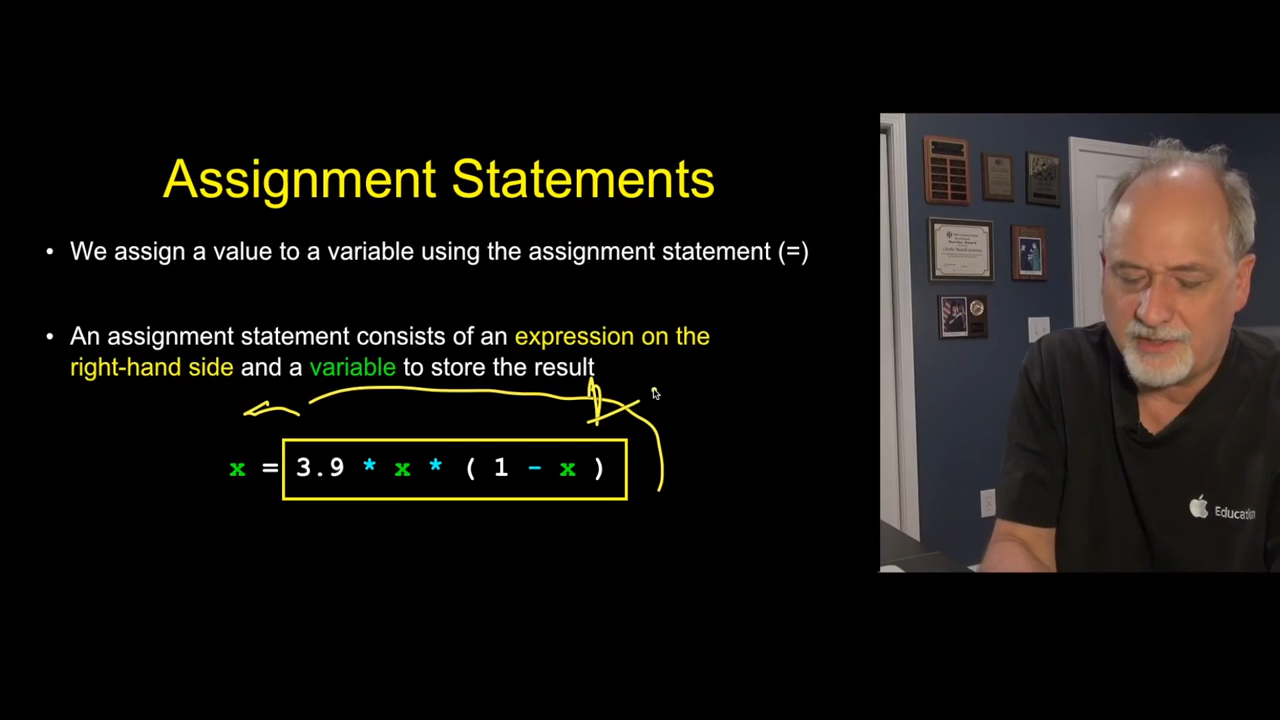 Assignment Statements
• We assign a value to a variable using the assignment statement (=)
• An assignment statement consists of an expression on the
right-hand side and a variable to store the result
x = 3.9 * x * ( 1 - x )
Education